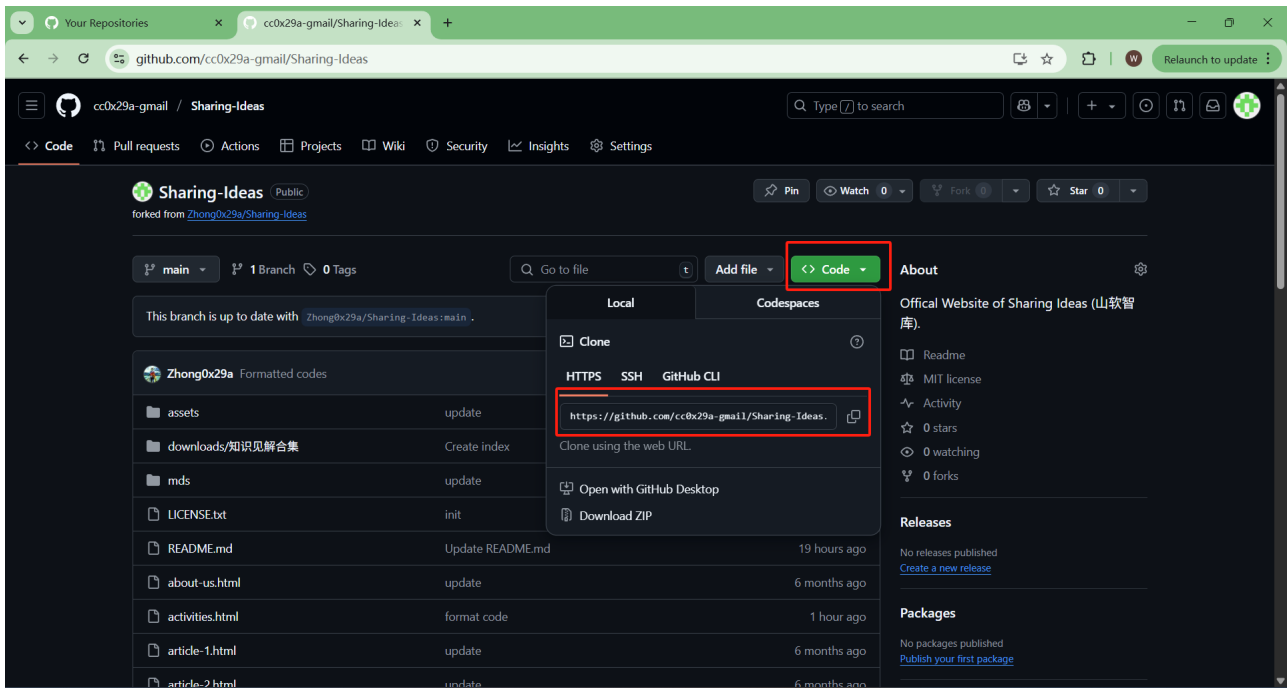 Your Repositories
cc0x29a-gmail/Sharing-Ideas
github.com/cc0x29a-gmail/Sharing-Ideas
W
Relaunch to update
cc0x29a-gmail / Sharing-Ideas
Type / to search
Code Pull requests Actions Projects Wiki Security Insights Settings
Sharing-Ideas Public
Pin Watch 0 Fork 0 Star 0
forked from Zhong0x29a/Sharing-Ideas
main 1 Branch 0 Tags
Go to file t
Add file
Code
This branch is up to date with Zhong0x29a/Sharing-Ideas:main .
Local Codespaces
Clone
HTTPS SSH GitHub CLI
https://github.com/cc0x29a-gmail/Sharing-Ideas.
Clone using the web URL.
Open with GitHub Desktop
Download ZIP
Zhong0x29a Formatted codes
assets update
downloads/知识见解合集 Create index
mds update
LICENSE.txt init
README.md Update README.md 19 hours ago
about-us.html update 6 months ago
activities.html format code 1 hour ago
article-1.html update 6 months ago
article-2.html update 6 months ago
About
Offical Website of Sharing Ideas (山软智
库).
Readme
MIT license
Activity
0 stars
0 watching
0 forks
Releases
No releases published
Create a new release
Packages
No packages published
Publish your first package